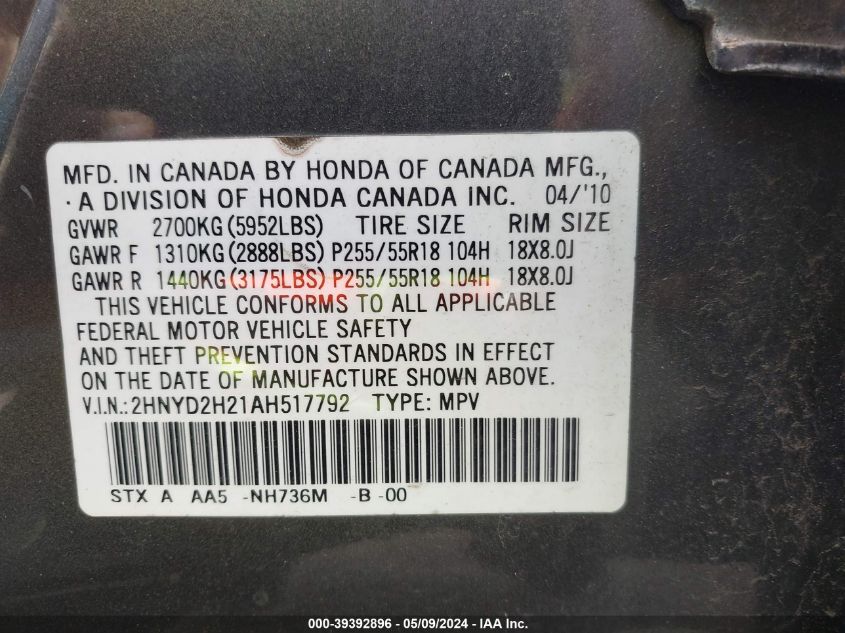 MFD. IN CANADA BY HONDA OF CANADA MFG.,
· A DIVISION OF HONDA CANADA INC. 04/'10
GVWR 2700KG (5952LBS) TIRE SIZE RIM SIZE
GAWR F 1310KG (2888LBS) P255/55R18 104H 18X8.0J
GAWR R 1440KG (3175LBS) P255/55R18 104H 18X8.0J
THIS VEHICLE CONFORMS TO ALL APPLICABLE
FEDERAL MOTOR VEHICLE SAFETY
AND THEFT PREVENTION STANDARDS IN EFFECT
ON THE DATE OF MANUFACTURE SHOWN ABOVE.
V.I.N.: 2HNYD2H21AH517792 TYPE: MPV
STX A AA5 -NH736M -B -00
000-39392896 - 05/09/2024 - IAA Inc.